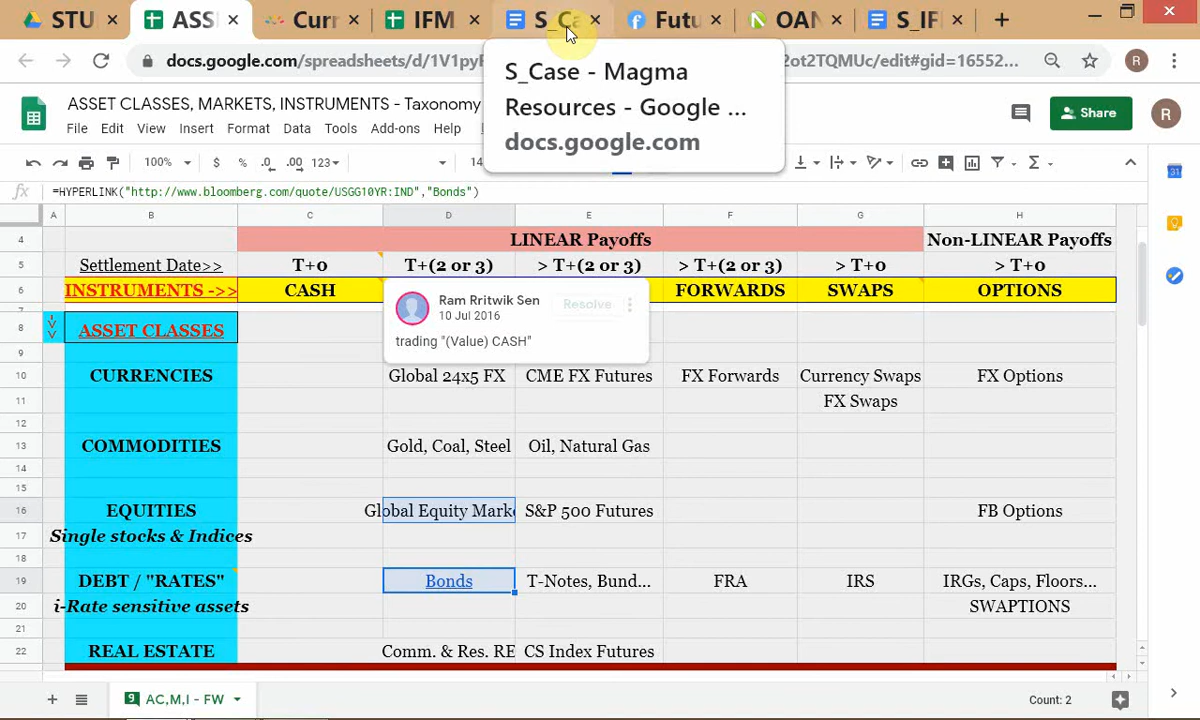 STU
ASS
Curr
IFM
S_Ca
Futu
OAN
S_IF
docs.google.com/spreadsheets/d/1V1pyF
2ot2TQMUc/edit#gid=16552...
R
S_Case - Magma
Resources - Google ...
docs.google.com
ASSET CLASSES, MARKETS, INSTRUMENTS - Taxonomy
File Edit View Insert Format Data Tools Add-ons Help
Share
R
100% $ % .0 .00 123 14
fx =HYPERLINK("http://www.bloomberg.com/quote/USGG10YR:IND","Bonds")
A B C D E F G H
4 LINEAR Payoffs Non-LINEAR Payoffs
5 Settlement Date>> T+0 T+(2 or 3) > T+(2 or 3) > T+(2 or 3) > T+0 > T+0
6 INSTRUMENTS ->> CASH FORWARDS SWAPS OPTIONS
Ram Rritwik Sen Resolve
10 Jul 2016
trading "(Value) CASH"
8 ASSET CLASSES
9
10 CURRENCIES Global 24x5 FX CME FX Futures FX Forwards Currency Swaps FX Options
11 FX Swaps
12
13 COMMODITIES Gold, Coal, Steel Oil, Natural Gas
14
15
16 EQUITIES Global Equity Marke S&P 500 Futures FB Options
17 Single stocks & Indices
18
19 DEBT / "RATES" Bonds T-Notes, Bund... FRA IRS IRGs, Caps, Floors...
20 i-Rate sensitive assets SWAPTIONS
21
22 REAL ESTATE Comm. & Res. RE CS Index Futures
9 AC,M,I - FW Count: 2
31